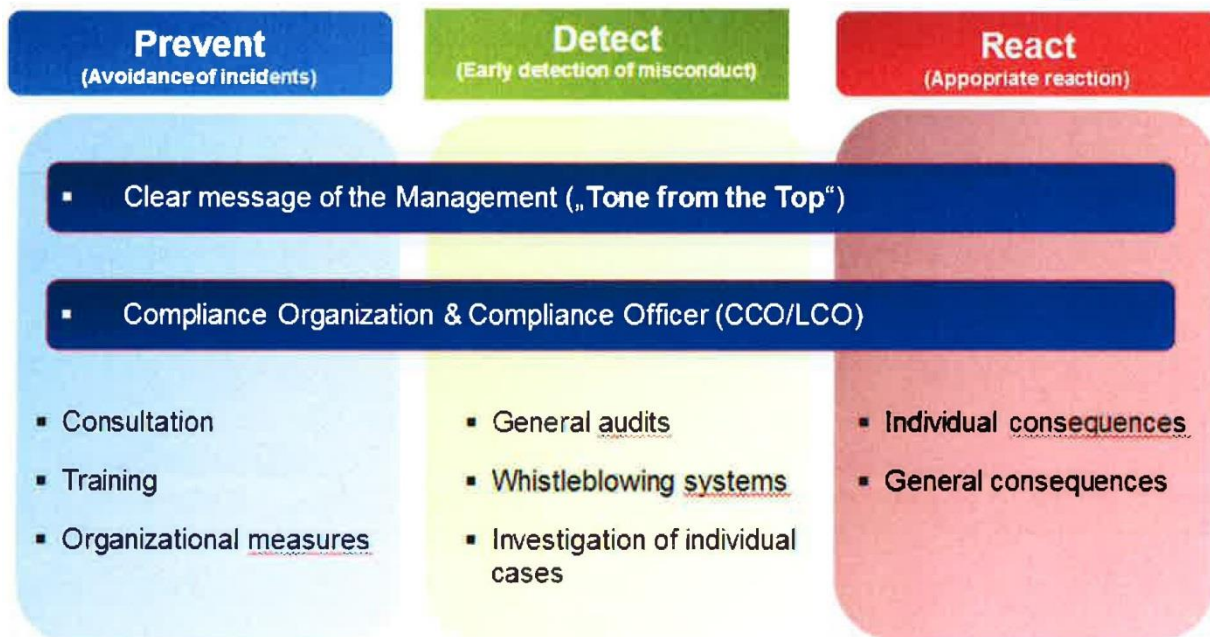 Prevent
(Avoidance of incidents)
Detect
(Early detection of misconduct)
React
(Appopriate reaction)
▪ Clear message of the Management („Tone from the Top“)
▪ Compliance Organization & Compliance Officer (CCO/LCO)
▪ Consultation
▪ Training
▪ Organizational measures
▪ General audits
▪ Whistleblowing systems
▪ Investigation of individual
cases
▪ Individual consequences
▪ General consequences